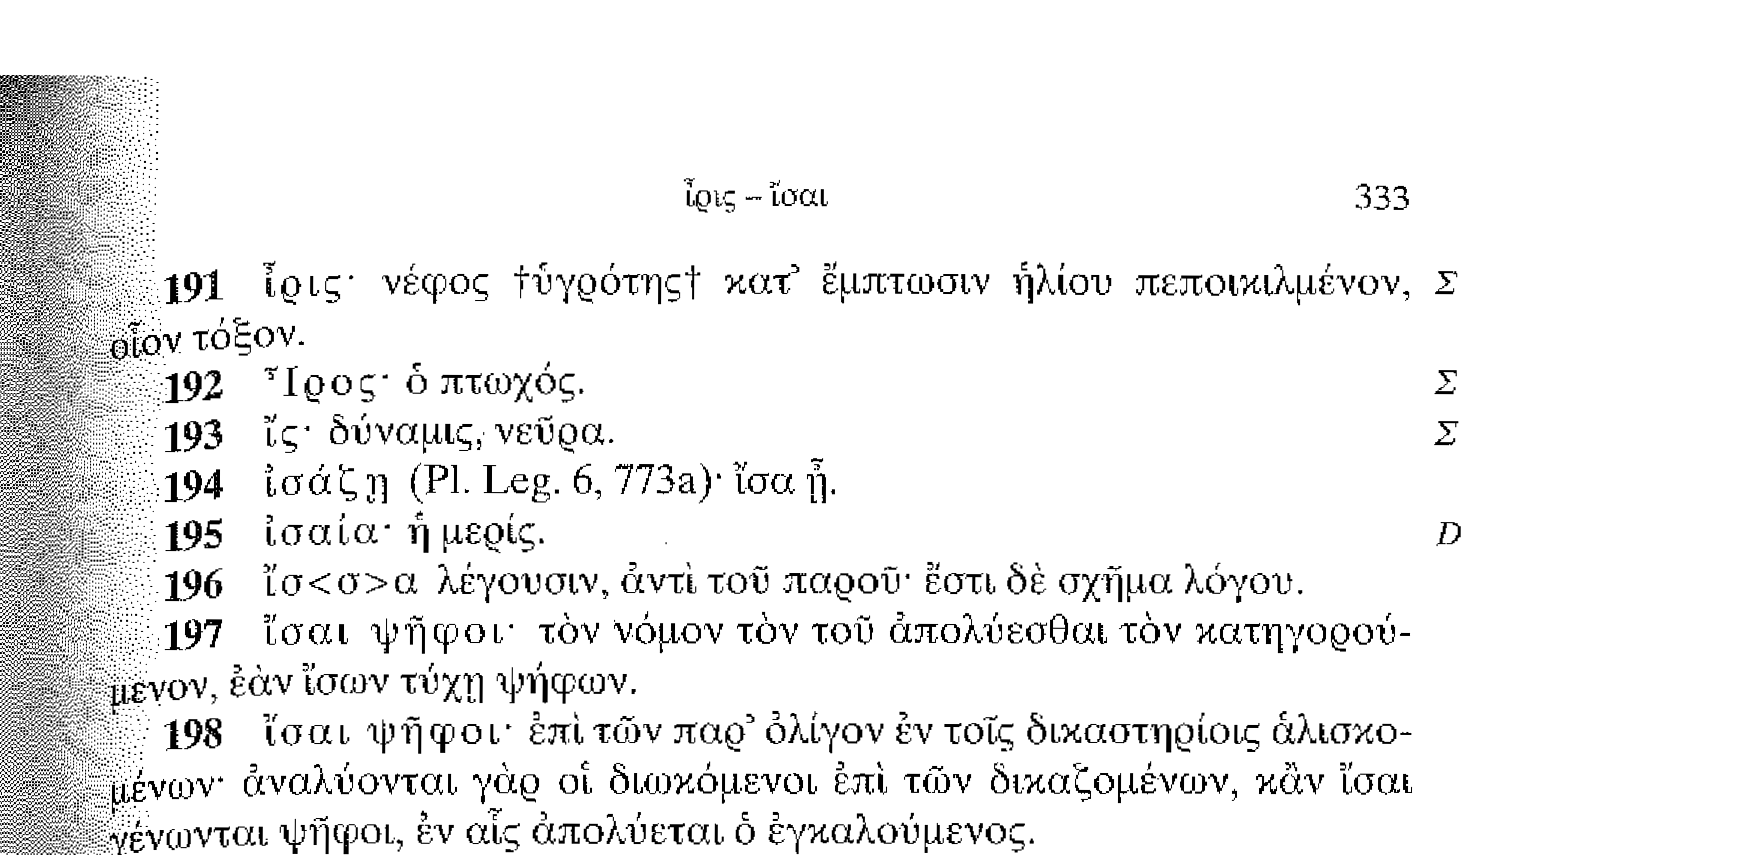 ἶρις – ἴσαι 333
191 ἶρις· νέφος †ὑγρότης† κατ’ ἔμπτωσιν ἡλίου πεποικιλμένον, Σ
οἷον τόξον.
192 Ἶρος· ὁ πτωχός. Σ
193 ἴς· δύναμις, νεῦρα. Σ
194 ἰσάζῃ (Pl. Leg. 6, 773a)· ἴσα ᾖ.
195 ἰσαία· ἡ μερίς. D
196 ἴσ<σ>α λέγουσιν, ἀντὶ τοῦ παροῦ· ἔστι δὲ σχῆμα λόγου.
197 ἴσαι ψῆφοι· τὸν νόμον τὸν τοῦ ἀπολύεσθαι τὸν κατηγορού-
μενον, ἐὰν ἴσων τύχῃ ψήφων.
198 ἴσαι ψῆφοι· ἐπὶ τῶν παρ’ ὀλίγον ἐν τοῖς δικαστηρίοις ἁλισκο-
μένων· ἀναλύονται γὰρ οἱ διωκόμενοι ἐπὶ τῶν δικαζομένων, κἂν ἴσαι
γένωνται ψῆφοι, ἐν αἷς ἀπολύεται ὁ ἐγκαλούμενος.